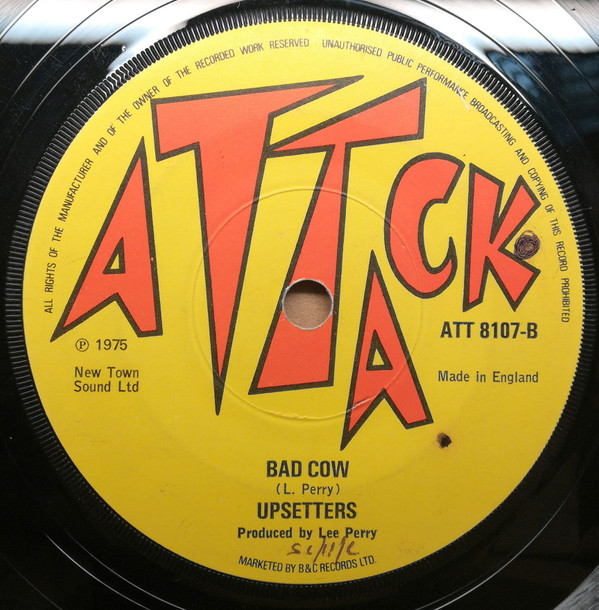 ALL RIGHTS OF THE MANUFACTURER AND OF THE OWNER OF THE RECORDED WORK RESERVED · UNAUTHORISED PUBLIC PERFORMANCE BROADCASTING AND COPYING OF THIS RECORD PROHIBITED
ATTACK
℗ 1975
New Town
Sound Ltd
ATT 8107-B
Made in England
BAD COW
(L. Perry)
UPSETTERS
Produced by Lee Perry
MARKETED BY B&C RECORDS LTD.